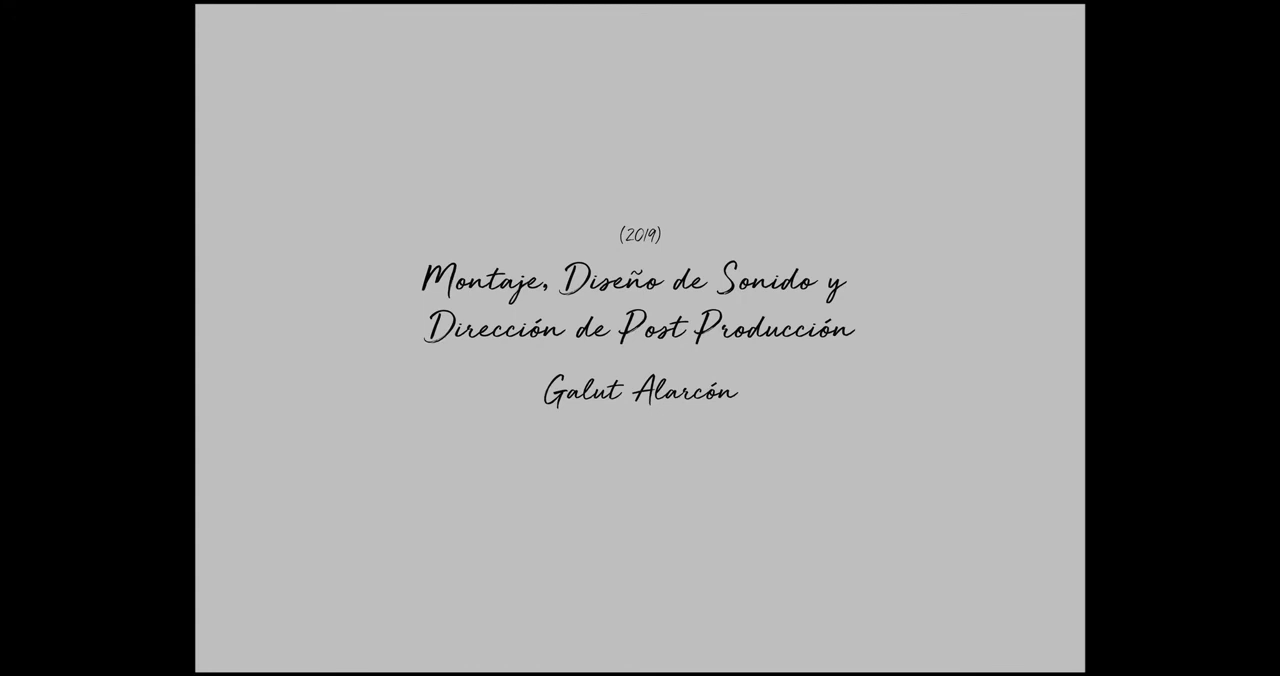 (2019)
Montaje, Diseño de Sonido y
Dirección de Post Producción
Galut Alarcón